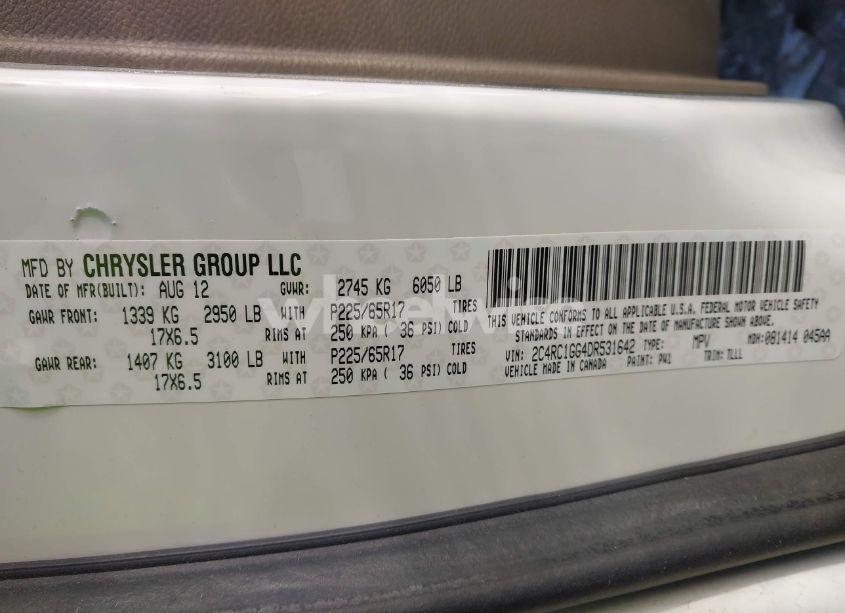 MFD BY CHRYSLER GROUP LLC
DATE OF MFR(BUILT): AUG 12 GVWR: 2745 KG 6050 LB
GAWR FRONT: 1339 KG 2950 LB WITH P225/65R17 TIRES
17X6.5 RIMS AT 250 KPA ( 36 PSI) COLD
GAWR REAR: 1407 KG 3100 LB WITH P225/65R17 TIRES
17X6.5 RIMS AT 250 KPA ( 36 PSI) COLD
THIS VEHICLE CONFORMS TO ALL APPLICABLE U.S.A. FEDERAL MOTOR VEHICLE SAFETY
STANDARDS IN EFFECT ON THE DATE OF MANUFACTURE SHOWN ABOVE.
VIN: 2C4RC1GG4DR531642 TYPE: MPV MDH: 081414 045AA
VEHICLE MADE IN CANADA PAINT: PW1 TRIM: TLLL